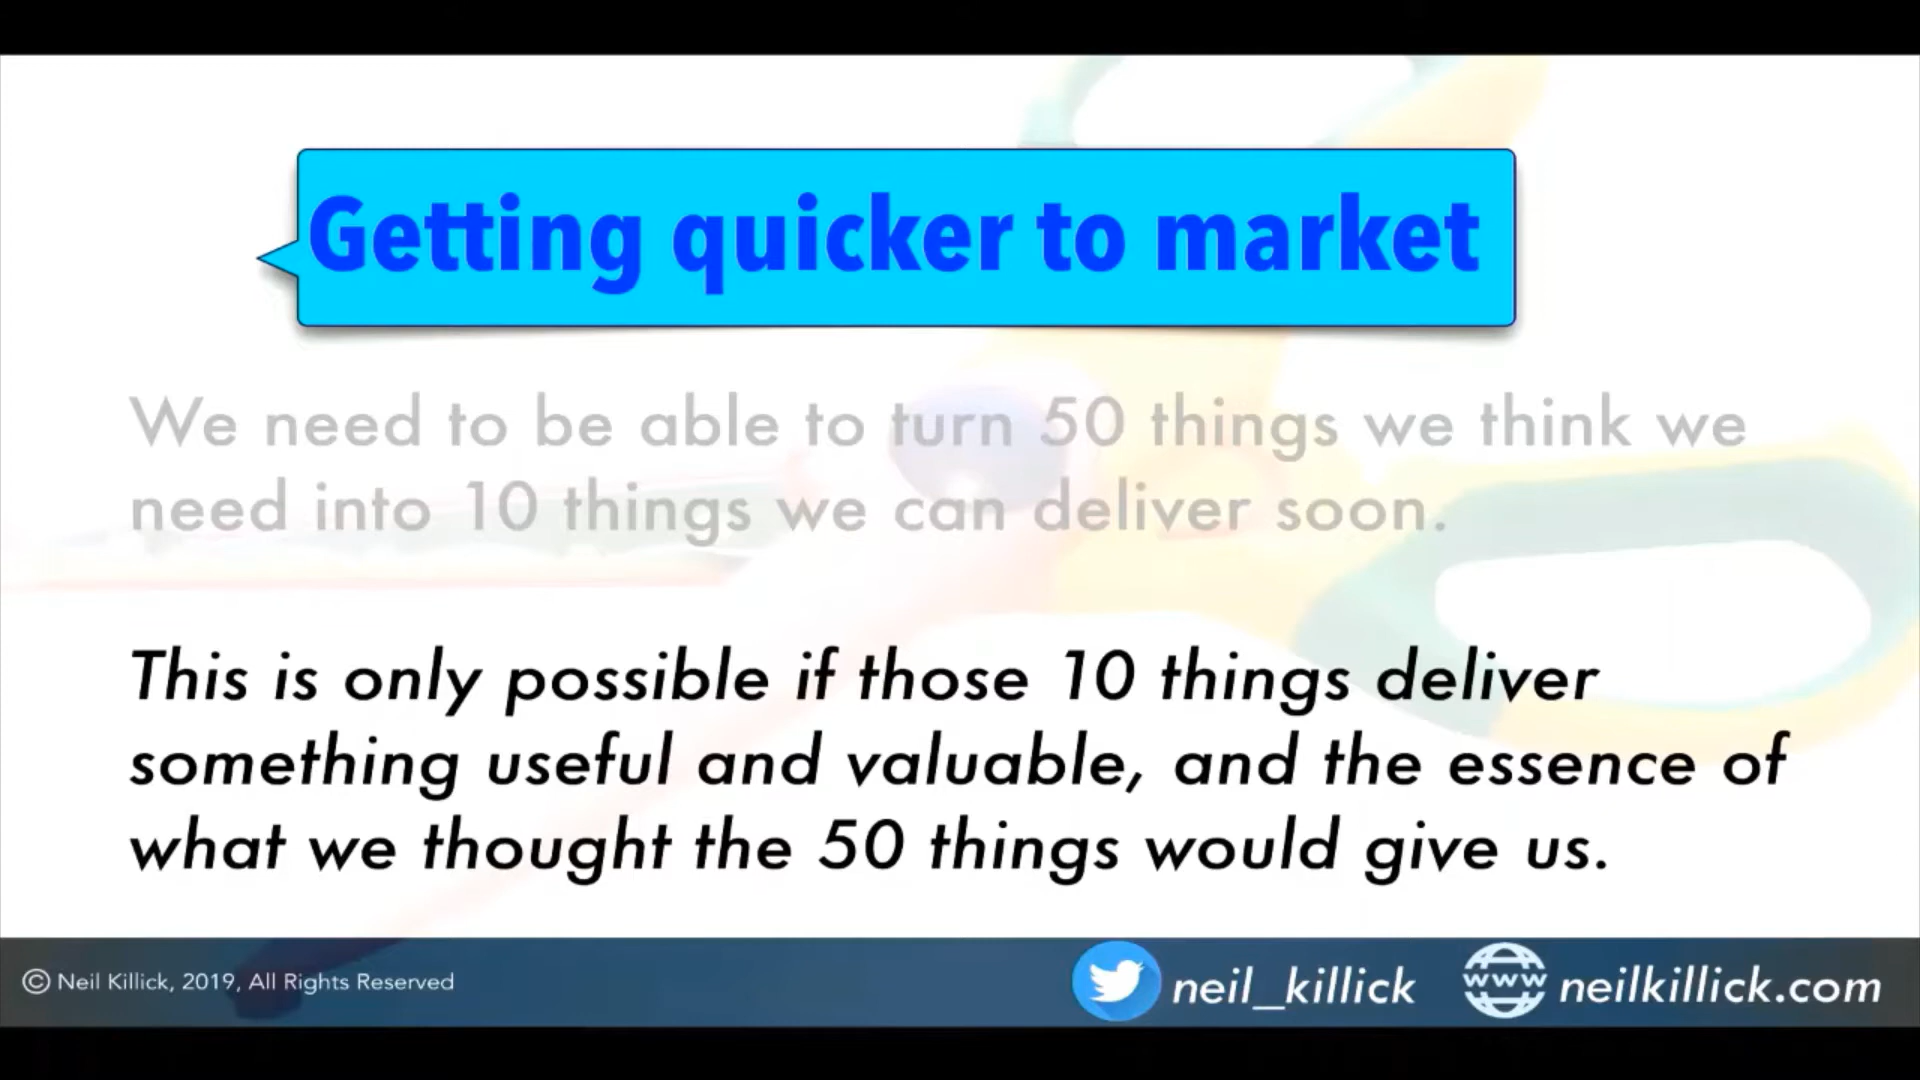 Getting quicker to market
We need to be able to turn 50 things we think we
need into 10 things we can deliver soon.
This is only possible if those 10 things deliver
something useful and valuable, and the essence of
what we thought the 50 things would give us.
© Neil Killick, 2019, All Rights Reserved
neil_killick
www
neilkillick.com